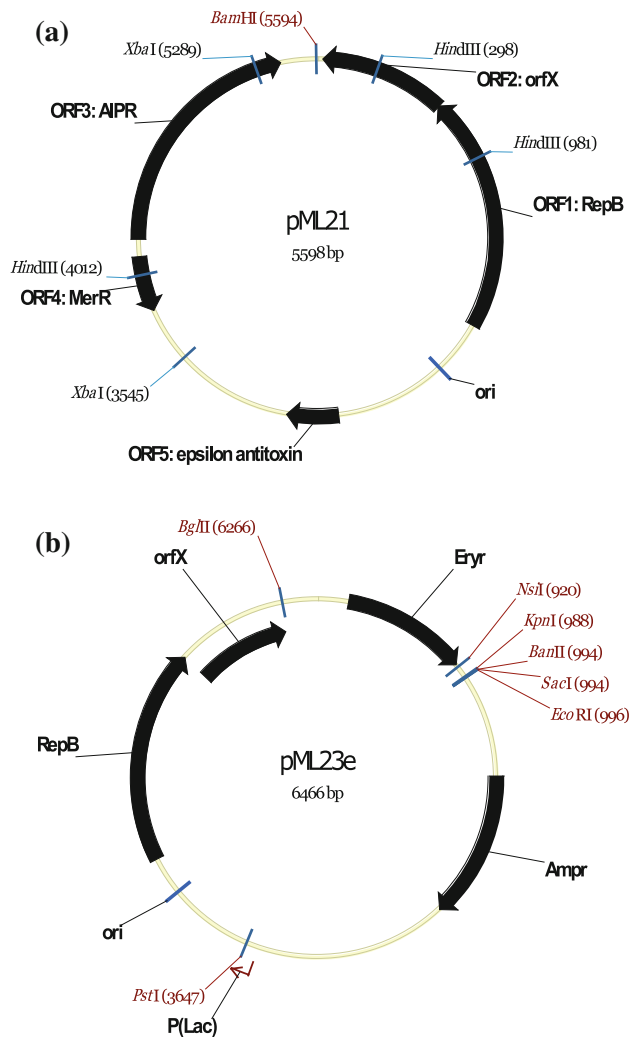 (a)
BamHI (5594)
XbaI (5289)
HindIII (298)
ORF2: orfX
ORF3: AIPR
HindIII (981)
pML21
5598 bp
ORF1: RepB
HindIII (4012)
ORF4: MerR
XbaI (3545)
ori
ORF5: epsilon antitoxin
(b)
BglII (6266)
orfX
Eryr
NsiI (920)
KpnI (988)
BanII (994)
SacI (994)
EcoRI (996)
RepB
pML23e
6466 bp
Ampr
ori
PstI (3647)
P(Lac)